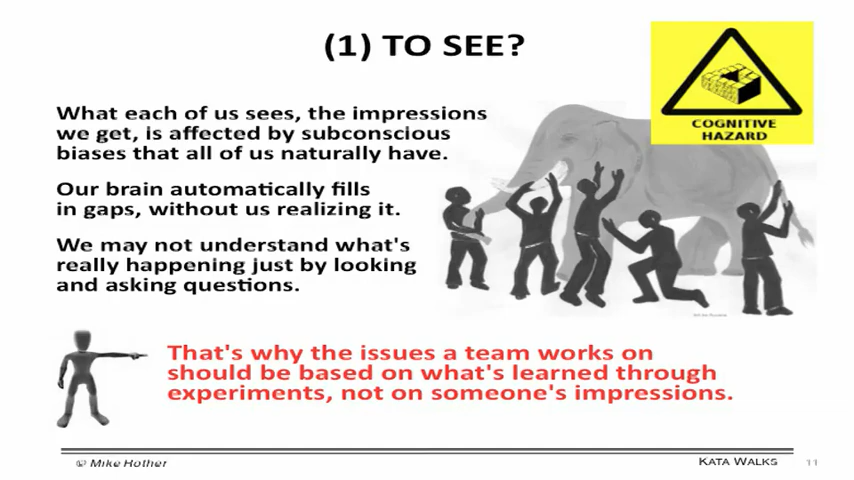 (1) TO SEE?
COGNITIVE
HAZARD
What each of us sees, the impressions
we get, is affected by subconscious
biases that all of us naturally have.
Our brain automatically fills
in gaps, without us realizing it.
We may not understand what's
really happening just by looking
and asking questions.
That's why the issues a team works on
should be based on what's learned through
experiments, not on someone's impressions.
© Mike Rother
KATA WALKS 11